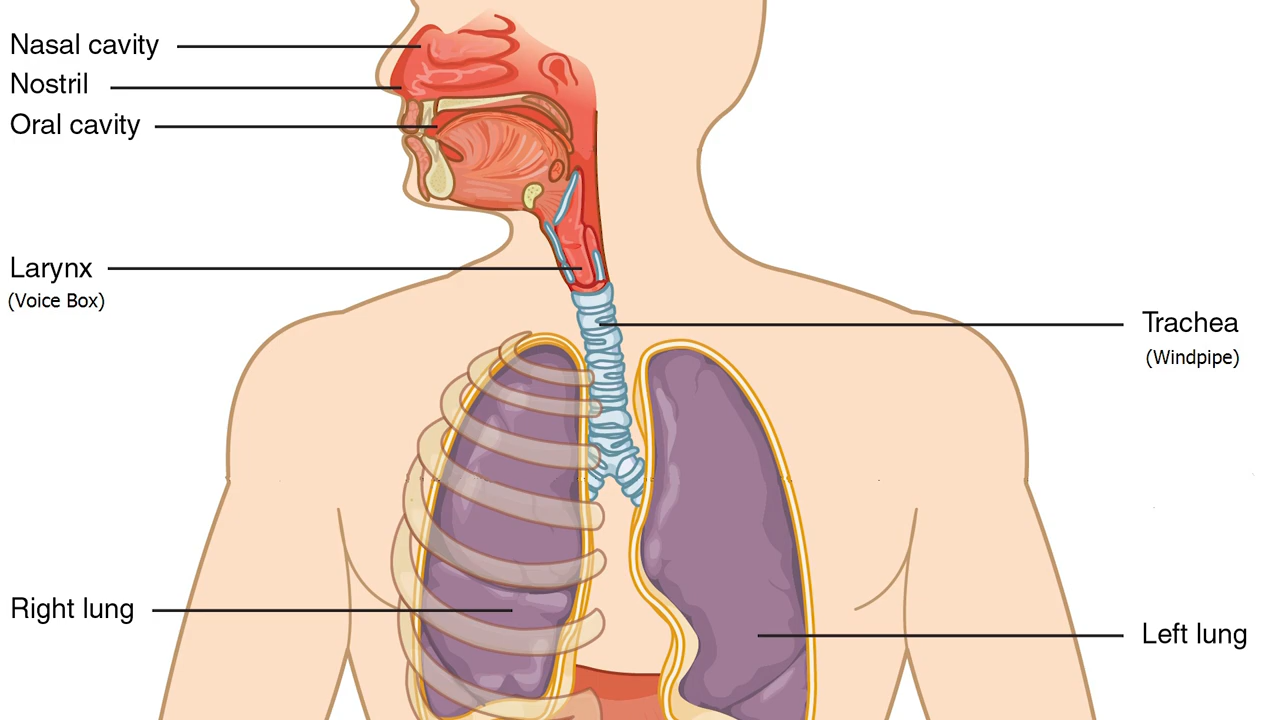 Nasal cavity
Nostril
Oral cavity
Larynx
(Voice Box)
Trachea
(Windpipe)
Right lung
Left lung